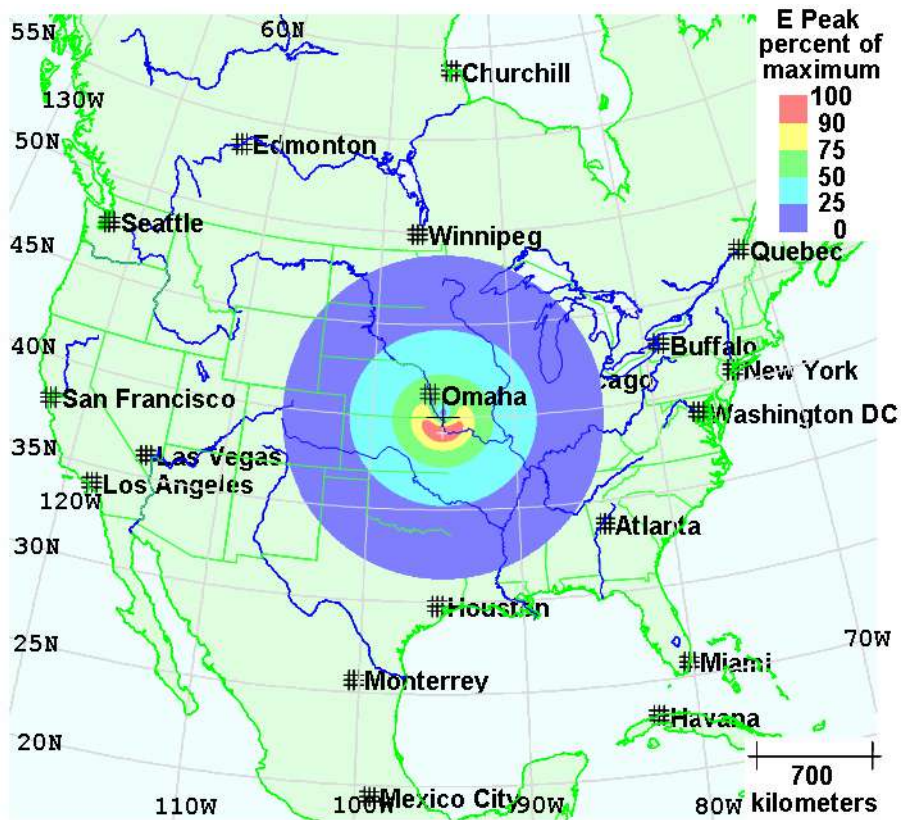 55N
60N
E Peak
percent of
maximum
Churchill
100
130W
90
50N
Edmonton
75
50
25
Seattle
Winnipeg
0
45N
Quebec
40N
Buffalo
Omaha
cago
New York
San Francisco
Washington DC
35N
Las Vegas
Los Angeles
120W
Atlanta
30N
Houston
25N
70W
Miami
Monterrey
Havana
20N
700
kilometers
110W
100W
Mexico City
90W
80W